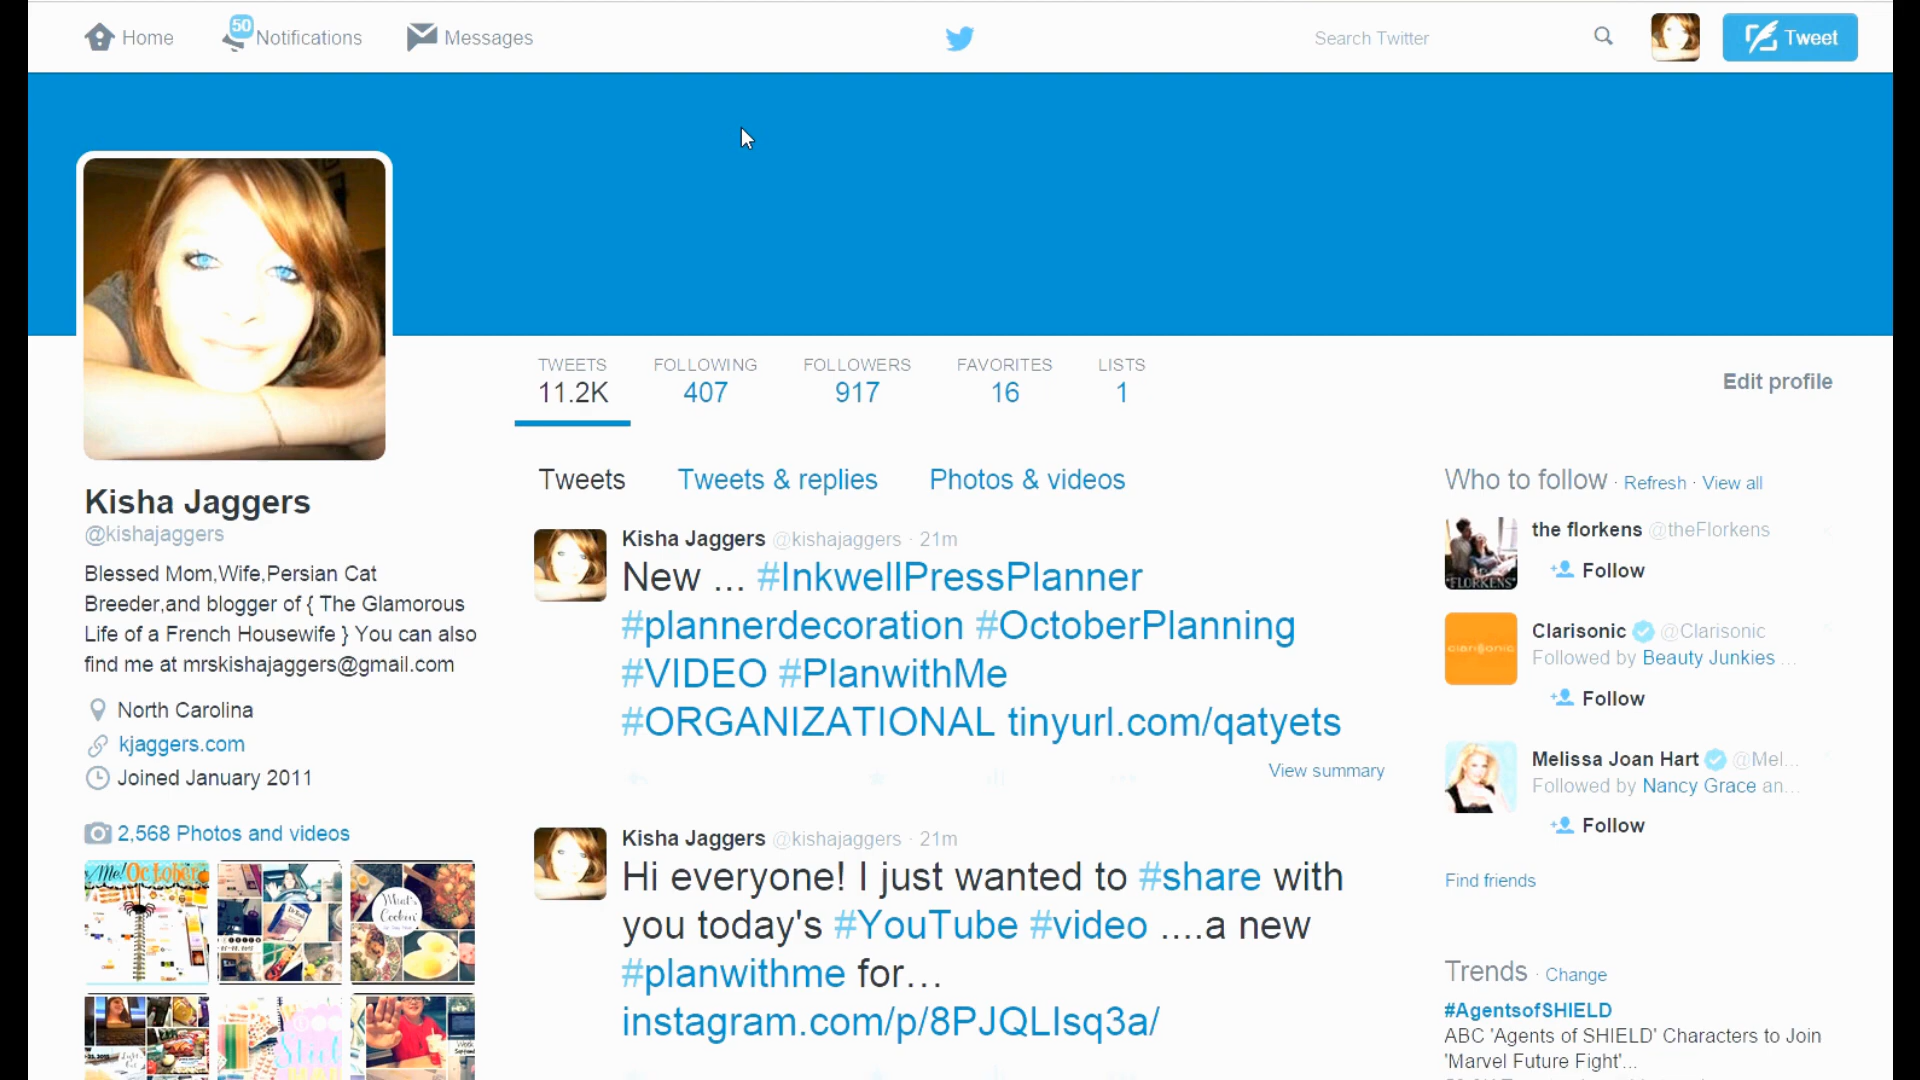 Home
50
Notifications
Messages
Search Twitter
Tweet
TWEETS
11.2K
FOLLOWING
407
FOLLOWERS
917
FAVORITES
16
LISTS
1
Edit profile
Kisha Jaggers
@kishajaggers
Blessed Mom,Wife,Persian Cat
Breeder,and blogger of { The Glamorous
Life of a French Housewife } You can also
find me at mrskishajaggers@gmail.com
North Carolina
kjaggers.com
Joined January 2011
2,568 Photos and videos
What's
Cookin'
Tweets Tweets & replies Photos & videos
Kisha Jaggers @kishajaggers · 21m
New ... #InkwellPressPlanner
#plannerdecoration #OctoberPlanning
#VIDEO #PlanwithMe
#ORGANIZATIONAL tinyurl.com/qatyets
View summary
Kisha Jaggers @kishajaggers · 21m
Hi everyone! I just wanted to #share with
you today's #YouTube #video ....a new
#planwithme for…
instagram.com/p/8PJQLIsq3a/
Who to follow · Refresh · View all
the florkens @theFlorkens
FLORKENS
Follow
Clarisonic @Clarisonic
clarisonic
Followed by Beauty Junkies ...
Follow
Melissa Joan Hart @Mel...
Followed by Nancy Grace an...
Follow
Find friends
Trends · Change
#AgentsofSHIELD
ABC 'Agents of SHIELD' Characters to Join
'Marvel Future Fight'...